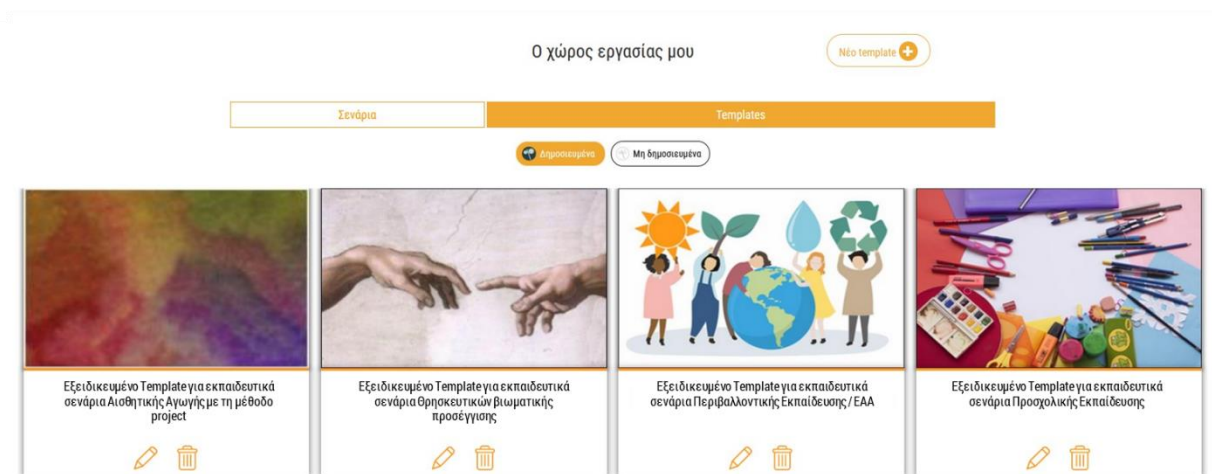 Ο χώρος εργασίας μου
Νέο template
Σενάρια
Templates
Δημοσιευμένα
Μη δημοσιευμένα
Εξειδικευμένο Template για εκπαιδευτικά
σενάρια Αισθητικής Αγωγής με τη μέθοδο
project
Εξειδικευμένο Template για εκπαιδευτικά
σενάρια Θρησκευτικών βιωματικής
προσέγγισης
Εξειδικευμένο Template για εκπαιδευτικά
σενάρια Περιβαλλοντικής Εκπαίδευσης / ΕΑΑ
Εξειδικευμένο Template για εκπαιδευτικά
σενάρια Προσχολικής Εκπαίδευσης